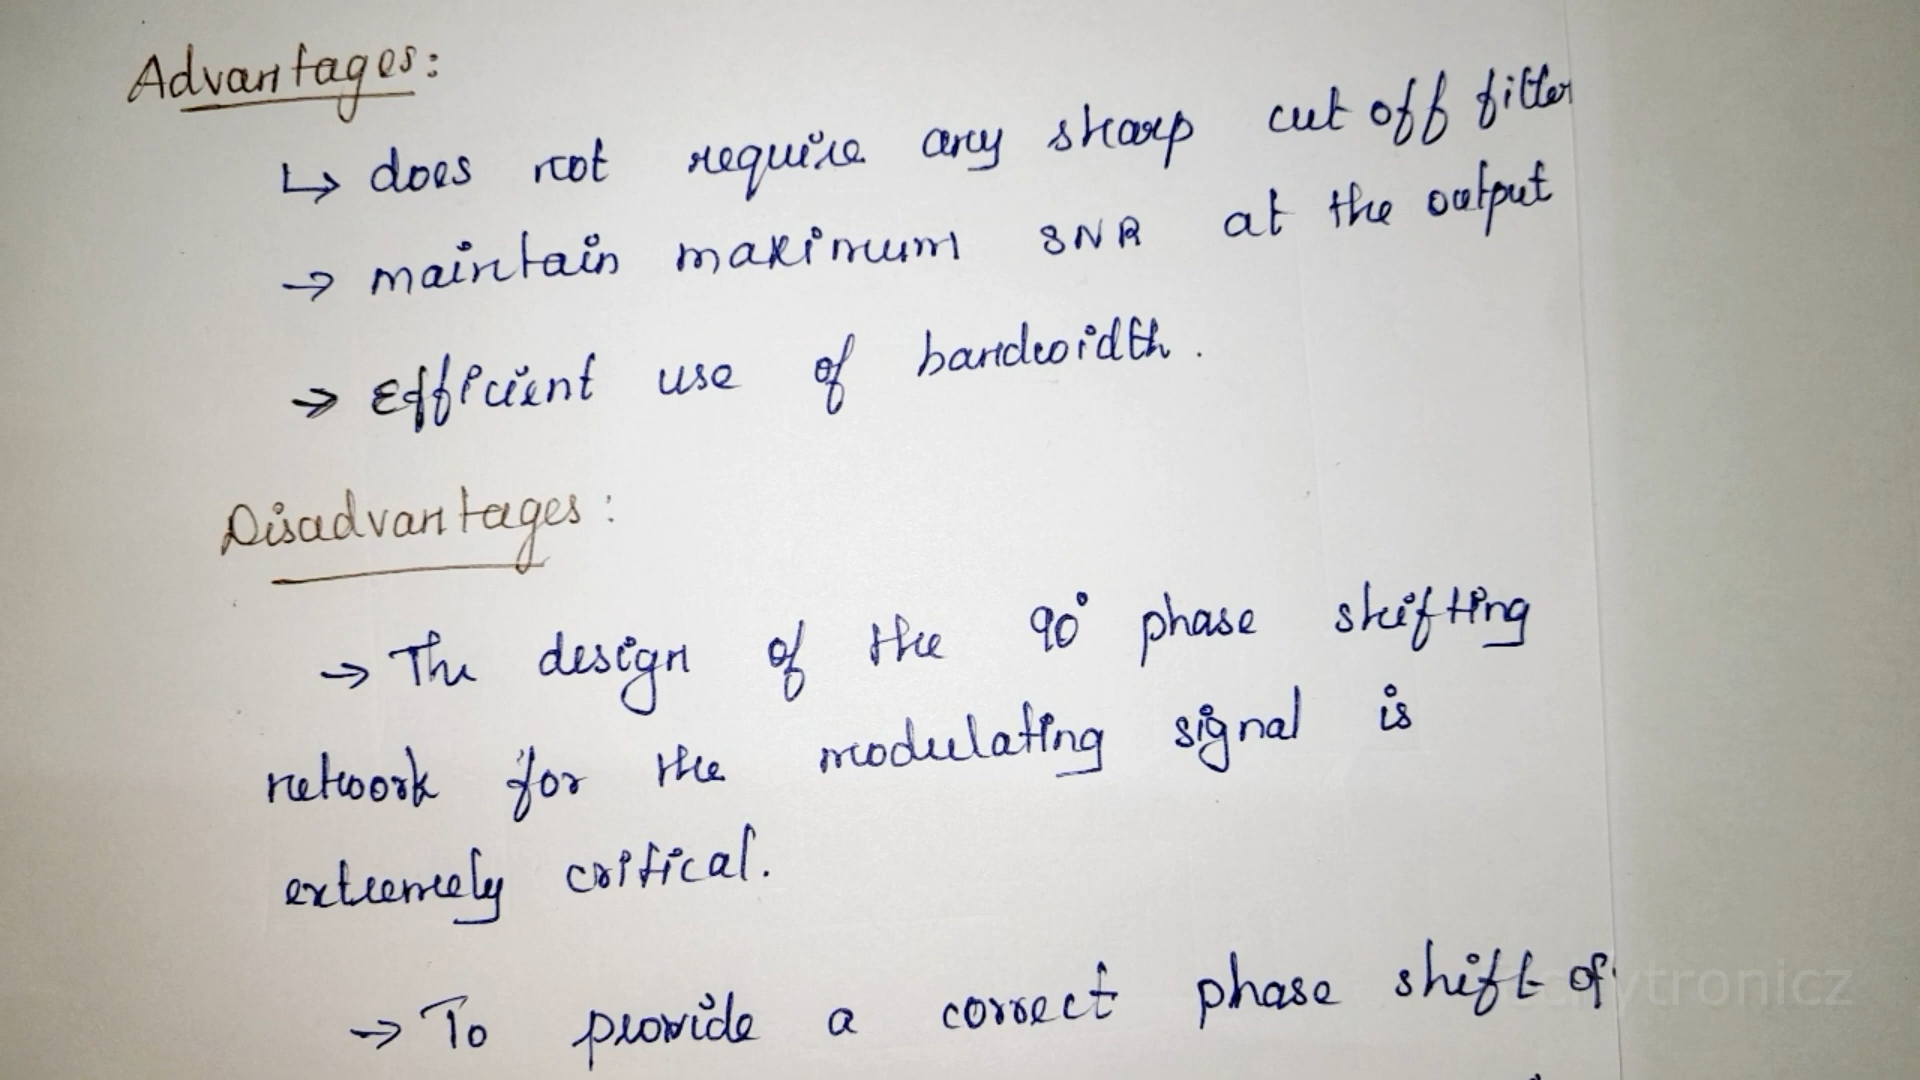 Advantages:
↳ does not require any sharp cut off filter
→ maintain maximum SNR at the output
→ Efficient use of bandwidth.
Disadvantages:
→ The design of the 90° phase shifting
network for the modulating signal is
extremely critical.
→ To provide a correct phase shift of